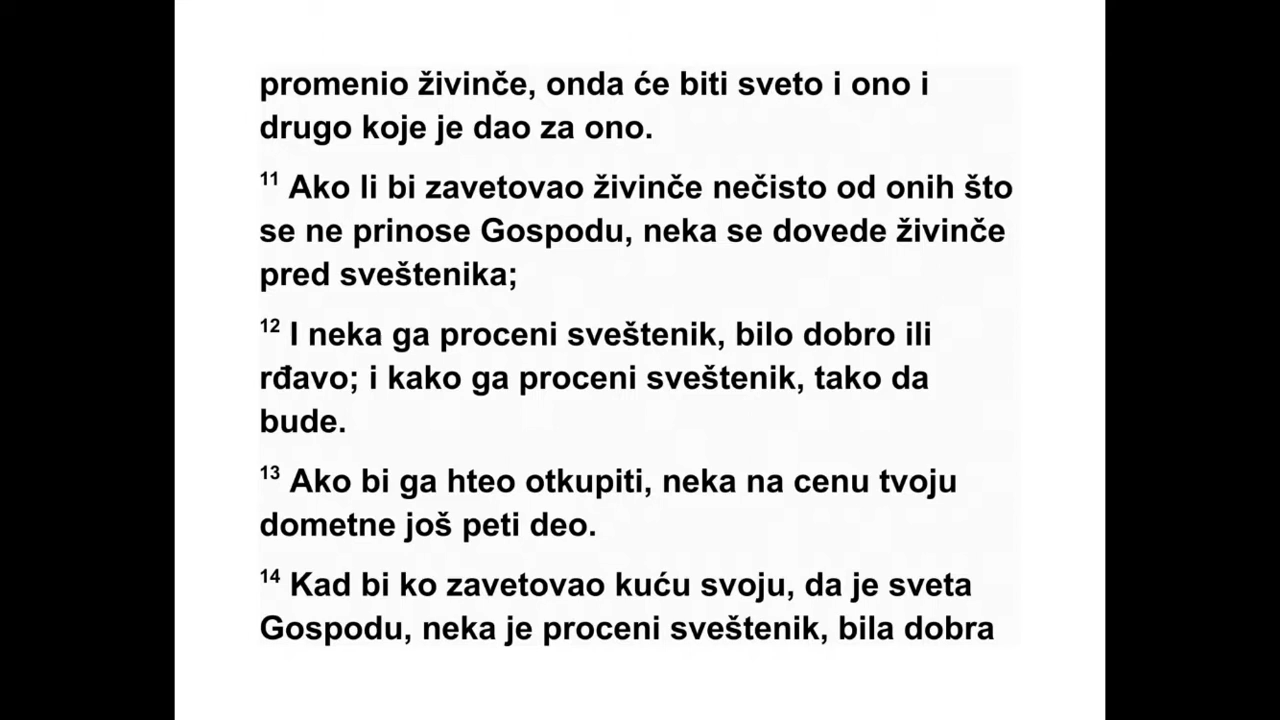 promenio živinče, onda će biti sveto i ono i
drugo koje je dao za ono.
11 Ako li bi zavetovao živinče nečisto od onih što
se ne prinose Gospodu, neka se dovede živinče
pred sveštenika;
12 I neka ga proceni sveštenik, bilo dobro ili
rđavo; i kako ga proceni sveštenik, tako da
bude.
13 Ako bi ga hteo otkupiti, neka na cenu tvoju
dometne još peti deo.
14 Kad bi ko zavetovao kuću svoju, da je sveta
Gospodu, neka je proceni sveštenik, bila dobra